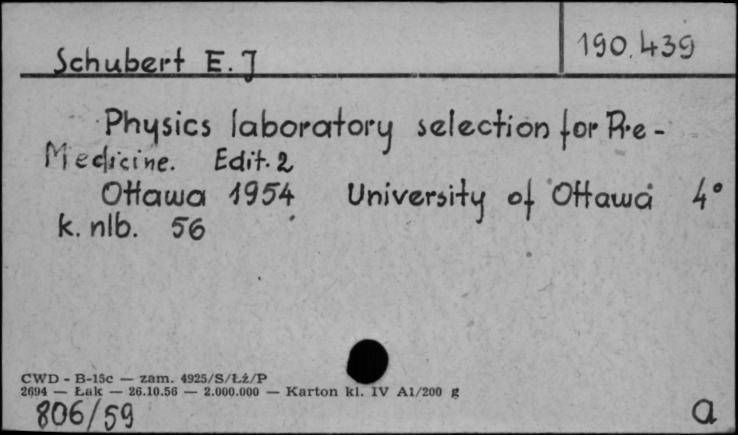 Schubert E. J
190.439
Physics laboratory selection for Pre-
Medicine. Edit. 2
Ottawa 1954 University of Ottawa 4°
k. nlb. 56
CWD - B-15c — zam. 4925/S/Łż/P
2694 — Łak — 26.10.56 — 2.000.000 — Karton kl. IV A1/200 g
806/59
a